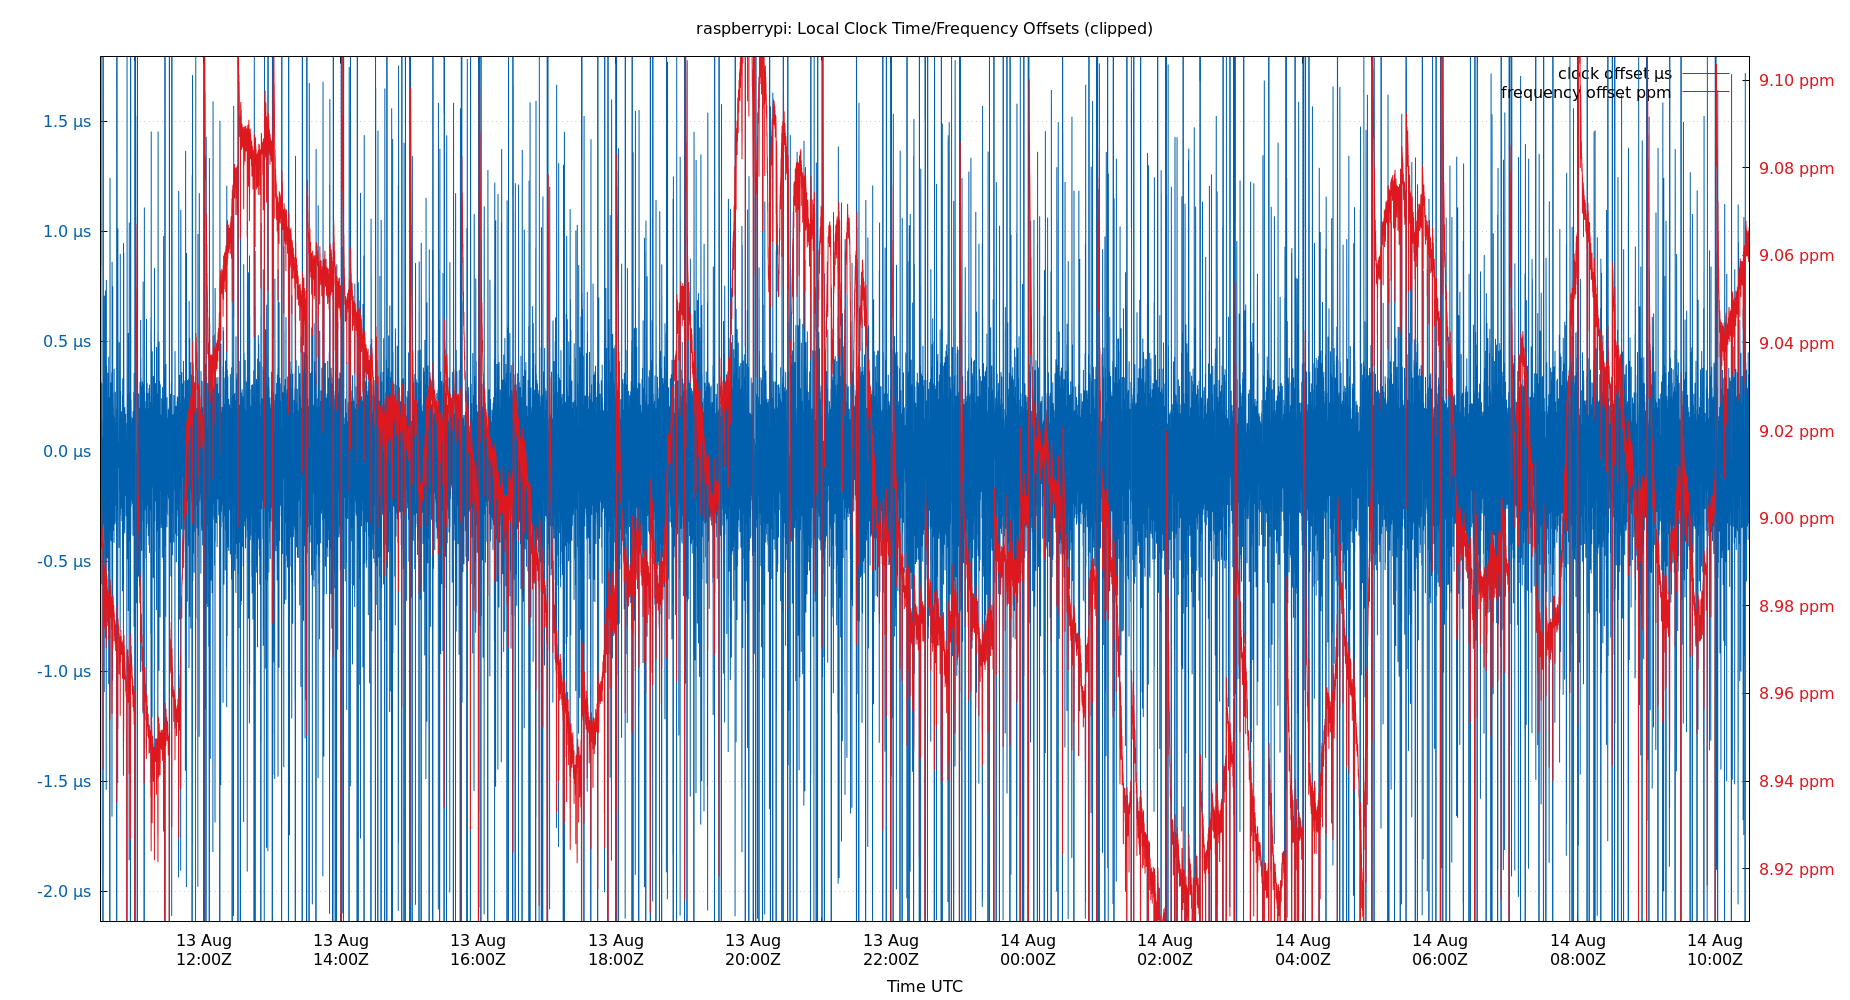 raspberrypi: Local Clock Time/Frequency Offsets (clipped)
clock offset µs
frequency offset ppm
1.5 µs
1.0 µs
0.5 µs
0.0 µs
-0.5 µs
-1.0 µs
-1.5 µs
-2.0 µs
9.10 ppm
9.08 ppm
9.06 ppm
9.04 ppm
9.02 ppm
9.00 ppm
8.98 ppm
8.96 ppm
8.94 ppm
8.92 ppm
13 Aug
12:00Z
13 Aug
14:00Z
13 Aug
16:00Z
13 Aug
18:00Z
13 Aug
20:00Z
13 Aug
22:00Z
14 Aug
00:00Z
14 Aug
02:00Z
14 Aug
04:00Z
14 Aug
06:00Z
14 Aug
08:00Z
14 Aug
10:00Z
Time UTC